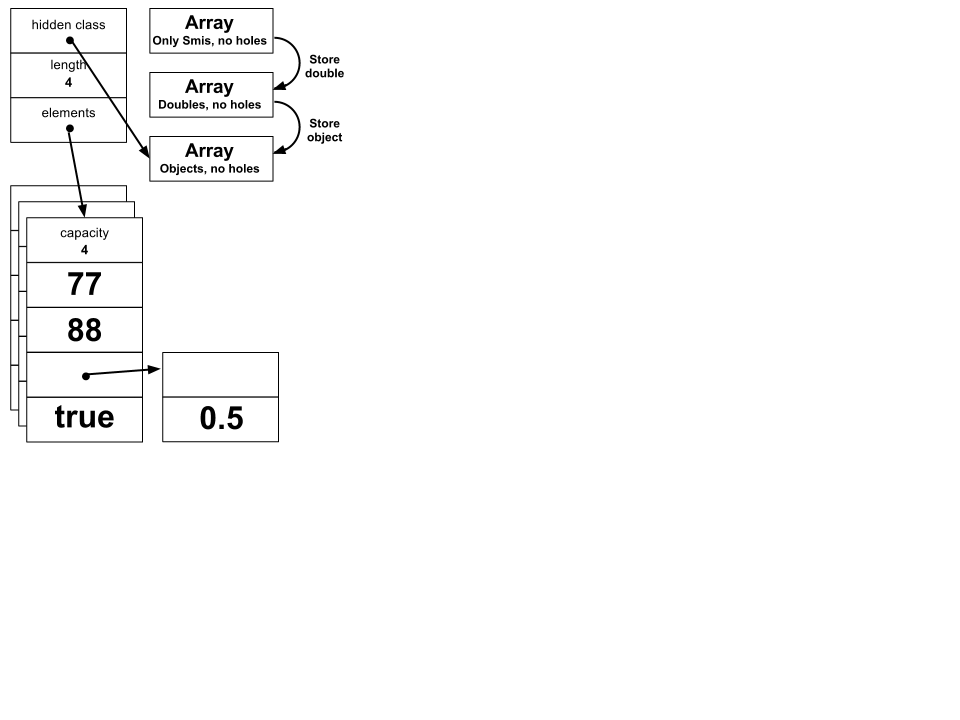 hidden class
length
4
elements
Array
Only Smis, no holes
Store
double
Array
Doubles, no holes
Store
object
Array
Objects, no holes
capacity
4
77
88
true
0.5